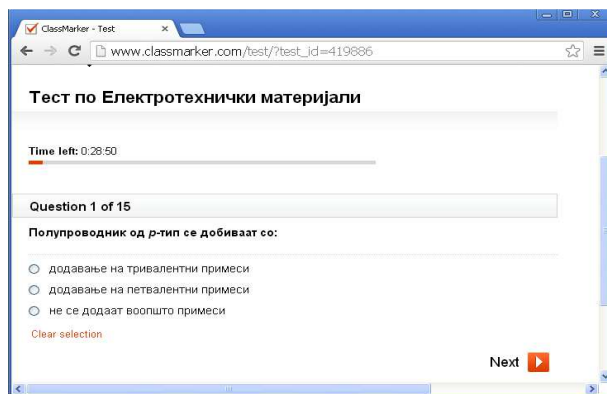 ClassMarker - Test
www.classmarker.com/test/?test_id=419886
Тест по Електротехнички материјали
Time left: 0:28:50
Question 1 of 15
Полупроводник од р-тип се добиваат со:
додавање на тривалентни примеси
додавање на петвалентни примеси
не се додаат воопшто примеси
Clear selection
Next